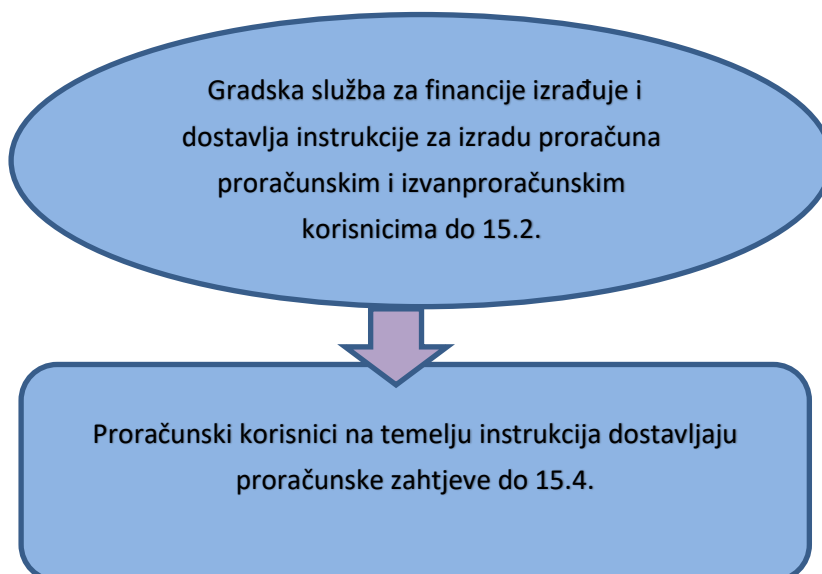 Gradska služba za financije izrađuje i
dostavlja instrukcije za izradu proračuna
proračunskim i izvanproračunskim
korisnicima do 15.2.
Proračunski korisnici na temelju instrukcija dostavljaju
proračunske zahtjeve do 15.4.